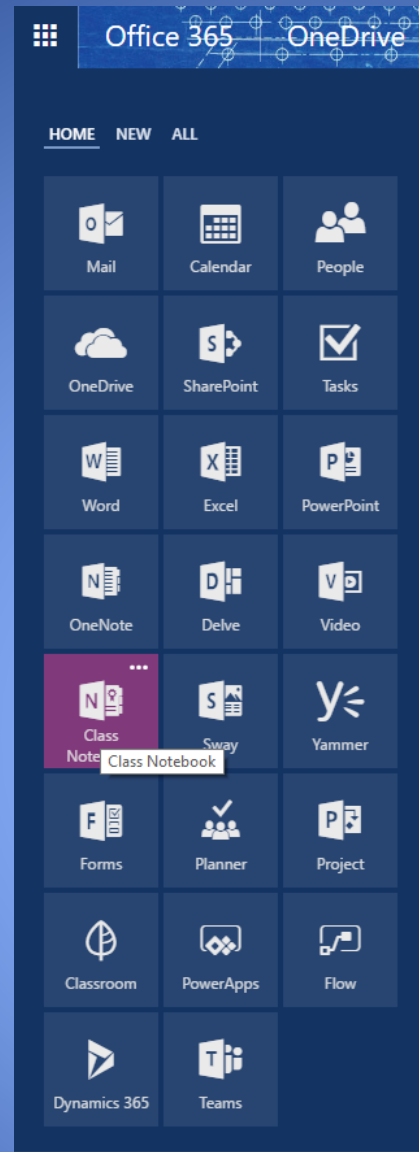 Office 365 OneDrive
HOME NEW ALL
Mail Calendar People
OneDrive SharePoint Tasks
Word Excel PowerPoint
OneNote Delve Video
Class
Note
Class Notebook
Sway Yammer
Forms Planner Project
Classroom PowerApps Flow
Dynamics 365 Teams